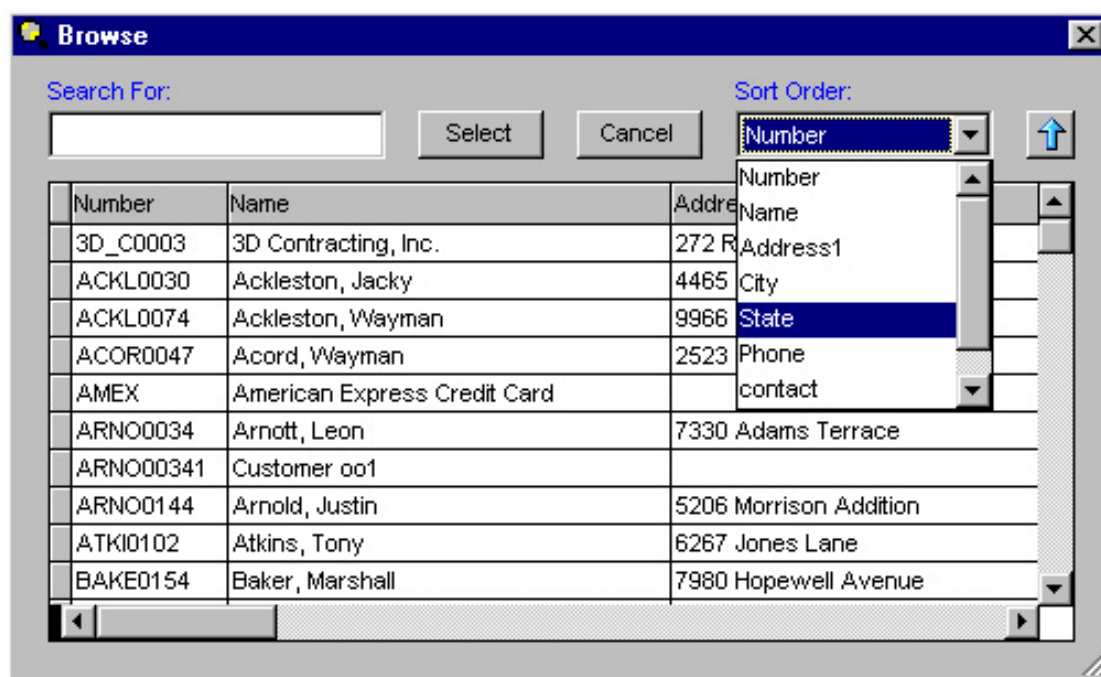 Browse
Search For:
Sort Order:
Select Cancel Number
Number
Name
Address1
City
State
Phone
contact
Number Name Addre
3D_C0003 3D Contracting, Inc. 272 R
ACKL0030 Ackleston, Jacky 4465
ACKL0074 Ackleston, Wayman 9966
ACOR0047 Acord, Wayman 2523
AMEX American Express Credit Card
ARNO0034 Arnott, Leon 7330 Adams Terrace
ARNO00341 Customer oo1
ARNO0144 Arnold, Justin 5206 Morrison Addition
ATKI0102 Atkins, Tony 6267 Jones Lane
BAKE0154 Baker, Marshall 7980 Hopewell Avenue